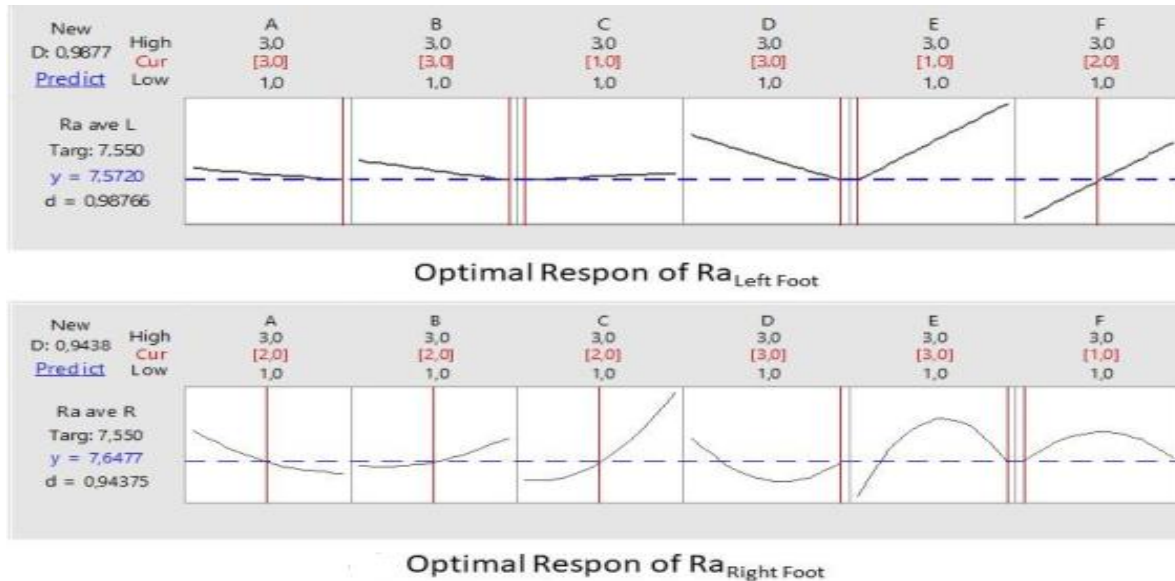 New A B C D E F
D: 0,9877 High 3,0 3,0 3,0 3,0 3,0 3,0
Cur [3,0] [3,0] [1,0] [3,0] [1,0] [2,0]
Predict Low 1,0 1,0 1,0 1,0 1,0 1,0
Ra ave L
Targ: 7,550
y = 7,5720
d = 0,98766
Optimal Respon of Ra Left Foot
New A B C D E F
D: 0,9438 High 3,0 3,0 3,0 3,0 3,0 3,0
Cur [2,0] [2,0] [2,0] [3,0] [3,0] [1,0]
Predict Low 1,0 1,0 1,0 1,0 1,0 1,0
Ra ave R
Targ: 7,550
y = 7,6477
d = 0,94375
Optimal Respon of Ra Right Foot